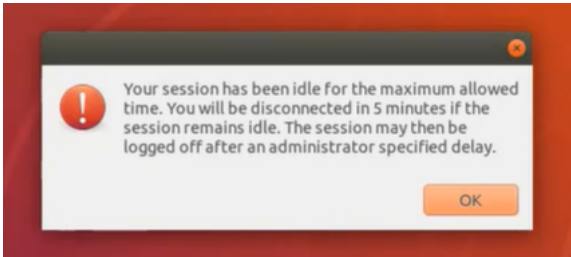 Your session has been idle for the maximum allowed
time. You will be disconnected in 5 minutes if the
session remains idle. The session may then be
logged off after an administrator specified delay.
OK